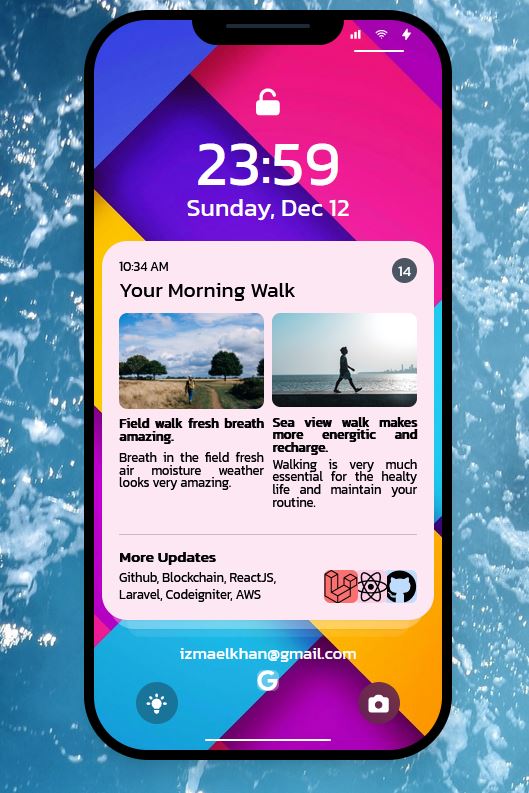 23:59
Sunday, Dec 12
10:34 AM
14
Your Morning Walk
Field walk fresh breath
amazing.
Breath in the field fresh
air moisture weather
looks very amazing.
Sea view walk makes
more energitic and
recharge.
Walking is very much
essential for the healty
life and maintain your
routine.
More Updates
Github, Blockchain, ReactJS,
Laravel, Codeigniter, AWS
izmaelkhan@gmail.com
G